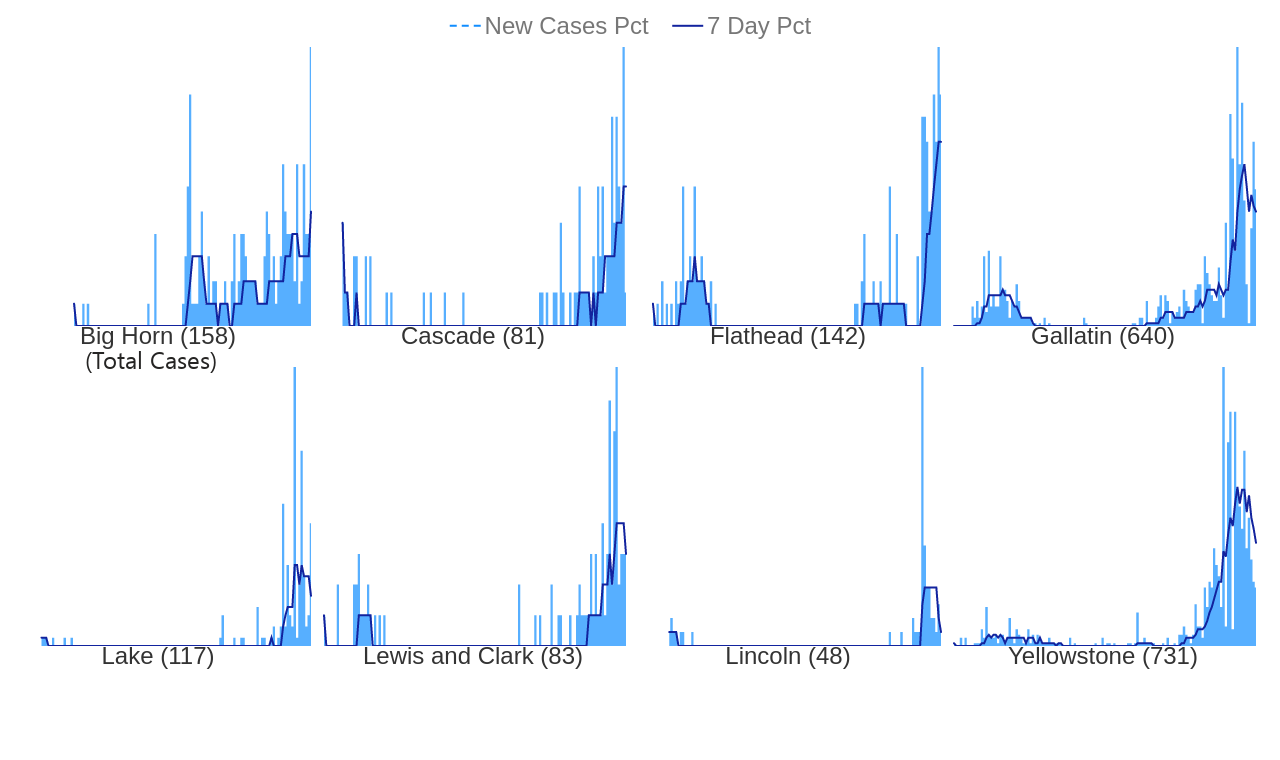 New Cases Pct 7 Day Pct
Big Horn (158) Cascade (81) Flathead (142) Gallatin (640)
(Total Cases)
Lake (117) Lewis and Clark (83) Lincoln (48) Yellowstone (731)